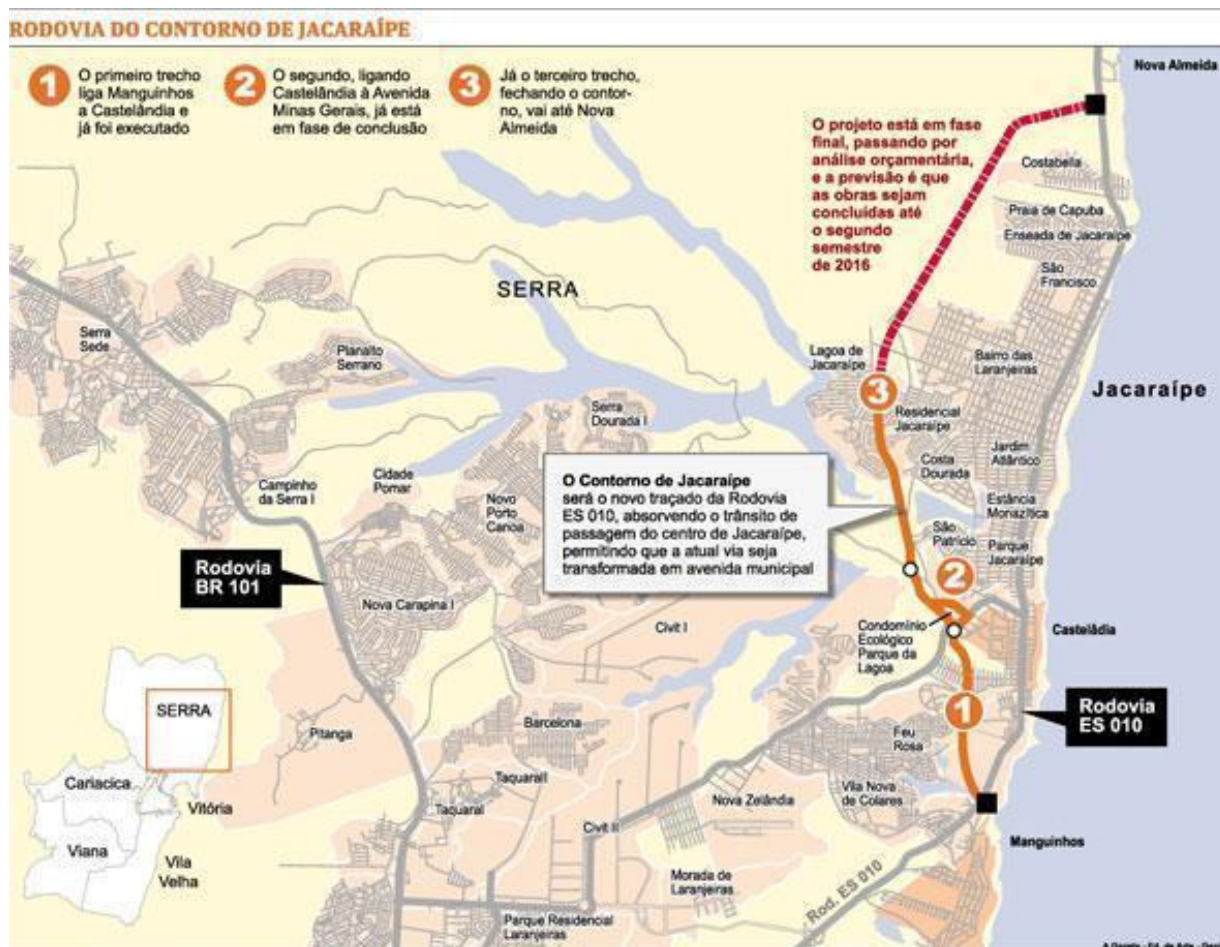 RODOVIA DO CONTORNO DE JACARAÍPE
1
O primeiro trecho
liga Manguinhos
a Castelândia e
já foi executado
2
O segundo, ligando
Castelândia à Avenida
Minas Gerais, já está
em fase de conclusão
3
Já o terceiro trecho,
fechando o contor-
no, vai até Nova
Almeida
Nova Almeida
O projeto está em fase
final, passando por
análise orçamentária,
e a previsão é que
as obras sejam
concluídas até
o segundo
semestre
de 2016
Costabella
Praia de Capuba
Enseada de Jacaraípe
São
Francisco
SERRA
Serra
Sede
Planalto
Serrano
Lagoa de
Jacaraípe
Bairro das
Laranjeiras
3
Jacaraípe
Serra
Dourada I
Residencial
Jacaraípe
Jardim
Atlântico
Costa
Dourada
Cidade
Pomar
Campinho
da Serra I
Novo
Porto
Canoa
O Contorno de Jacaraípe
será o novo traçado da Rodovia
ES 010, absorvendo o trânsito de
passagem do centro de Jacaraípe,
permitindo que a atual via seja
transformada em avenida municipal
Estância
Monazítica
São
Patrício
Parque
Jacaraípe
2
Rodovia
BR 101
Nova Carapina I
Civit I
Condomínio
Ecológico
Parque da
Lagoa
Castelâdia
1
Rodovia
ES 010
SERRA
Pitanga
Barcelona
Feu
Rosa
Cariacica
Vitória
Taquarall
Taquaral
Nova Zelândia
Vila Nova
de Colares
Civit II
Manguinhos
Viana
Vila
Velha
Morada de
Laranjeiras
Rod. ES 010
Parque Residencial
Laranjeiras